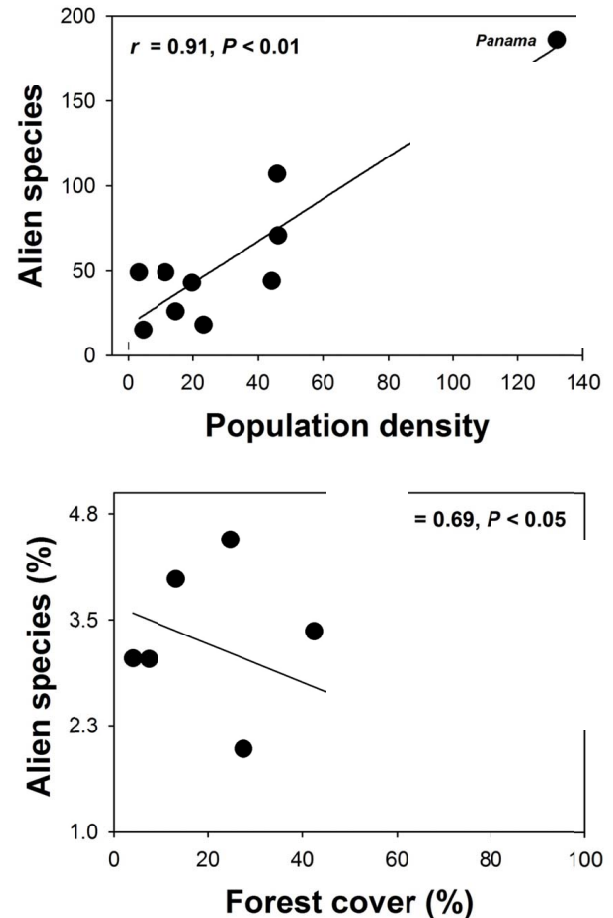 200
r = 0.91, P < 0.01
Panama
150
100
50
0
0 20 40 60 80 100 120 140
Alien species
Population density
4.8
= 0.69, P < 0.05
3.5
2.3
1.0
0 20 40 60 80 100
Alien species (%)
Forest cover (%)